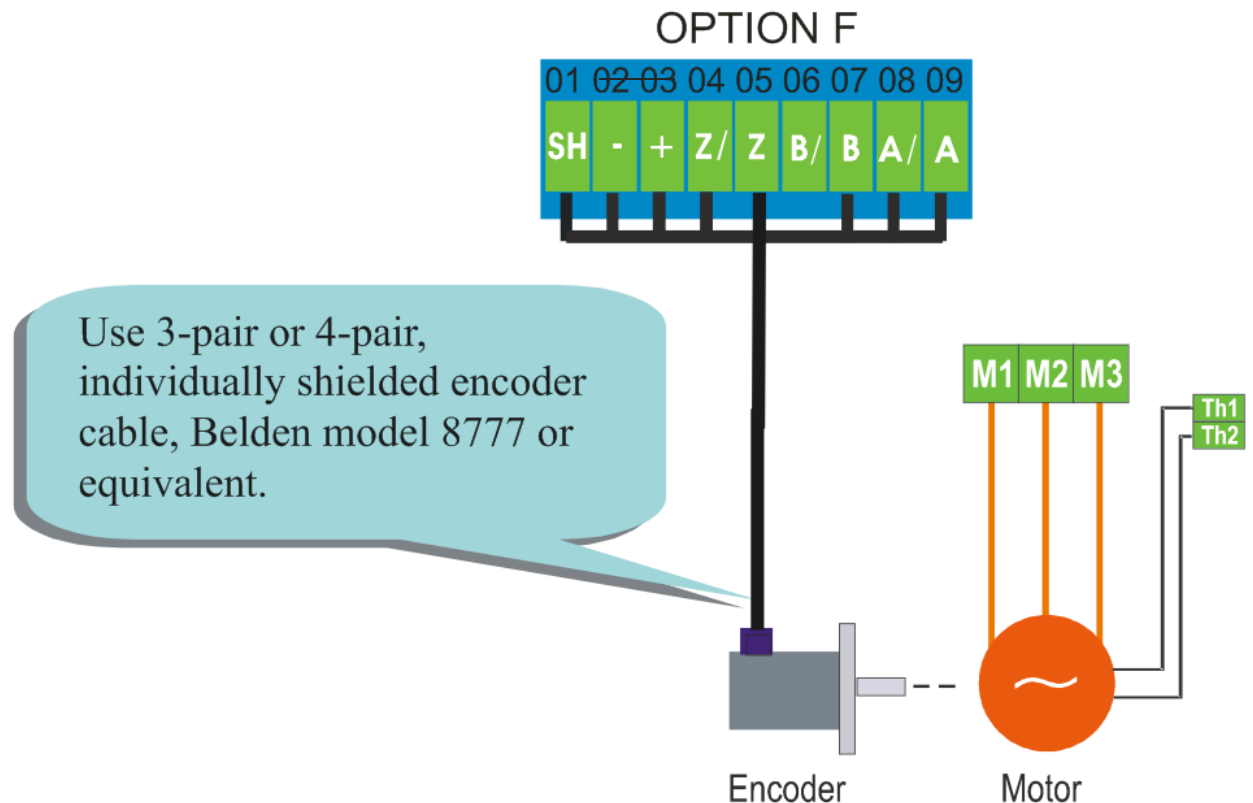 OPTION F
01 02 03 04 05 06 07 08 09
SH - + Z/ Z B/ B A/ A
Use 3-pair or 4-pair,
individually shielded encoder
cable, Belden model 8777 or
equivalent.
M1 M2 M3
Th1
Th2
Encoder
Motor